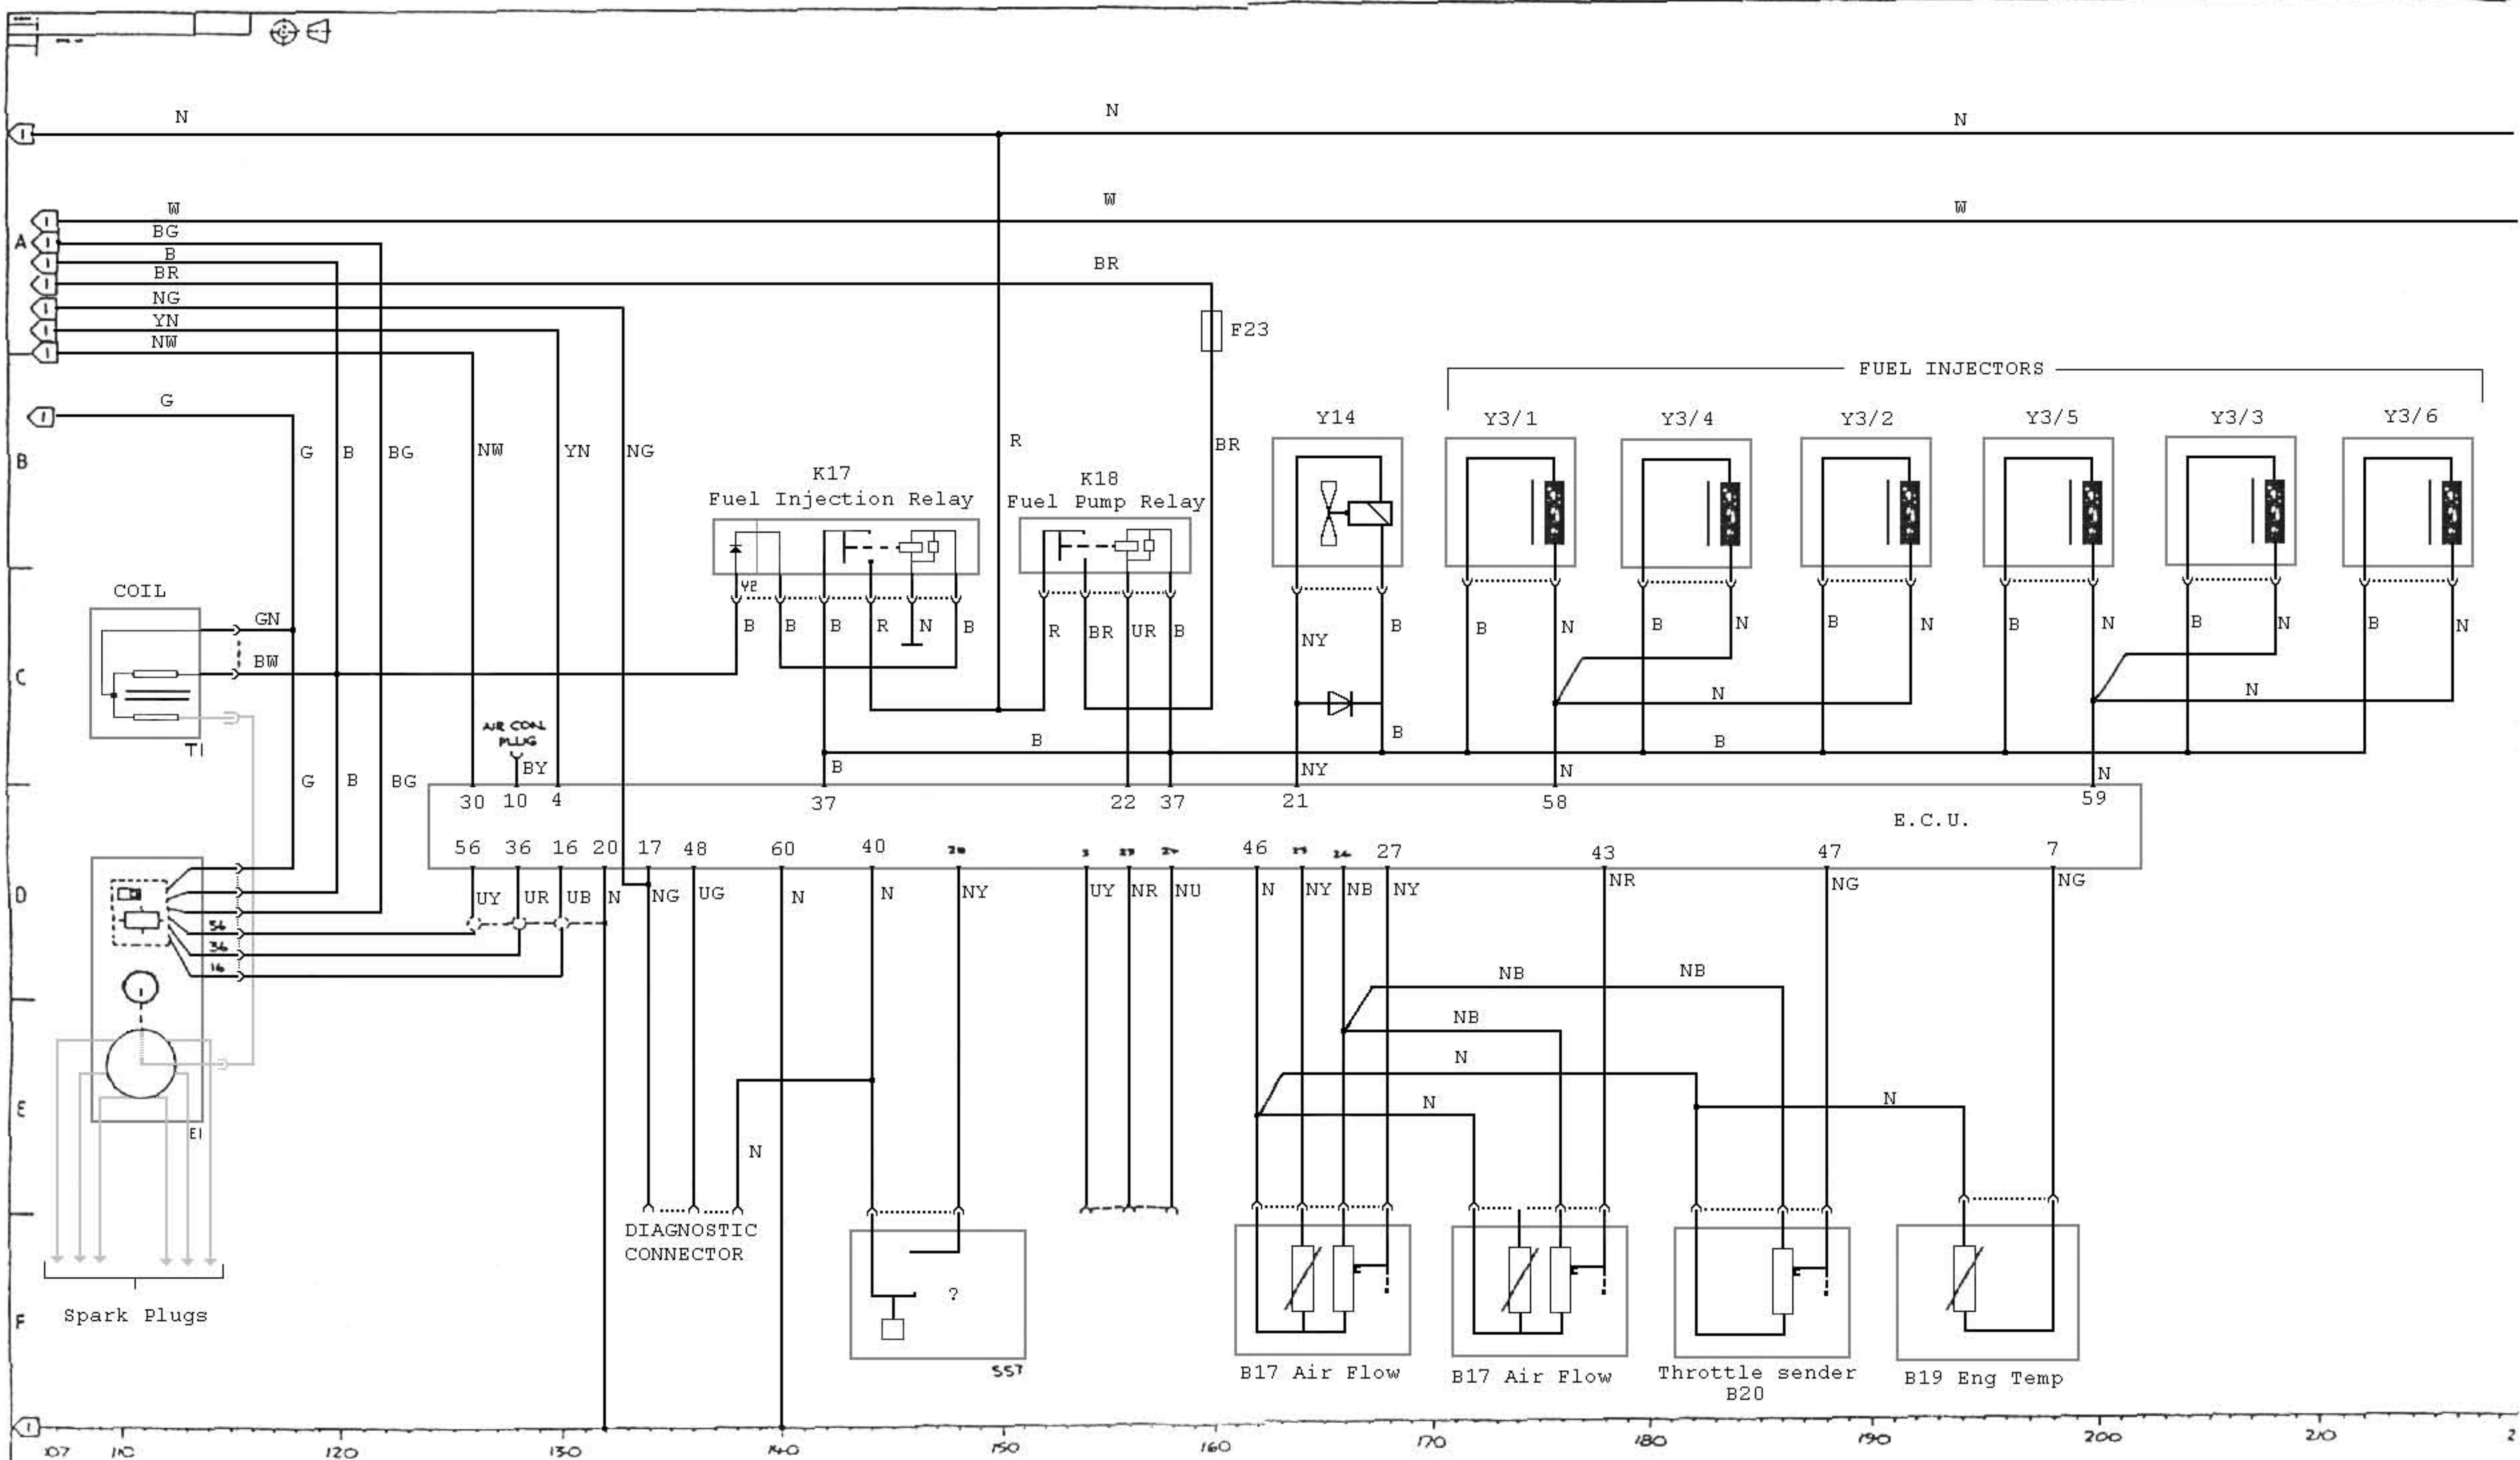 N N N
W W W
A
BG
B
BR BR
NG
YN
NW
F23
G
FUEL INJECTORS
Y14 Y3/1 Y3/4 Y3/2 Y3/5 Y3/3 Y3/6
B
G B BG NW YN NG R BR
K17
Fuel Injection Relay
K18
Fuel Pump Relay
COIL
Y2
GN
BW
B B B R N B R BR UR B NY B B N B N B N B N B N B N
C
N N
T1
AIR CON
PLUG
BY
B B B
G B BG B NY N N
30 10 4 37 22 37 21 58 59
E.C.U.
56 36 16 20 17 48 60 40 28 46 27 43 47 7
D
UY UR UB N NG UG N N NY UY NR NU N NY NB NY NR NG NG
56
36
16
NB NB
NB
N
E
N N
E1
N
DIAGNOSTIC
CONNECTOR
?
F
Spark Plugs
B17 Air Flow B17 Air Flow Throttle sender
B20
B19 Eng Temp
107 110 120 130 140 150 160 170 180 190 200 210